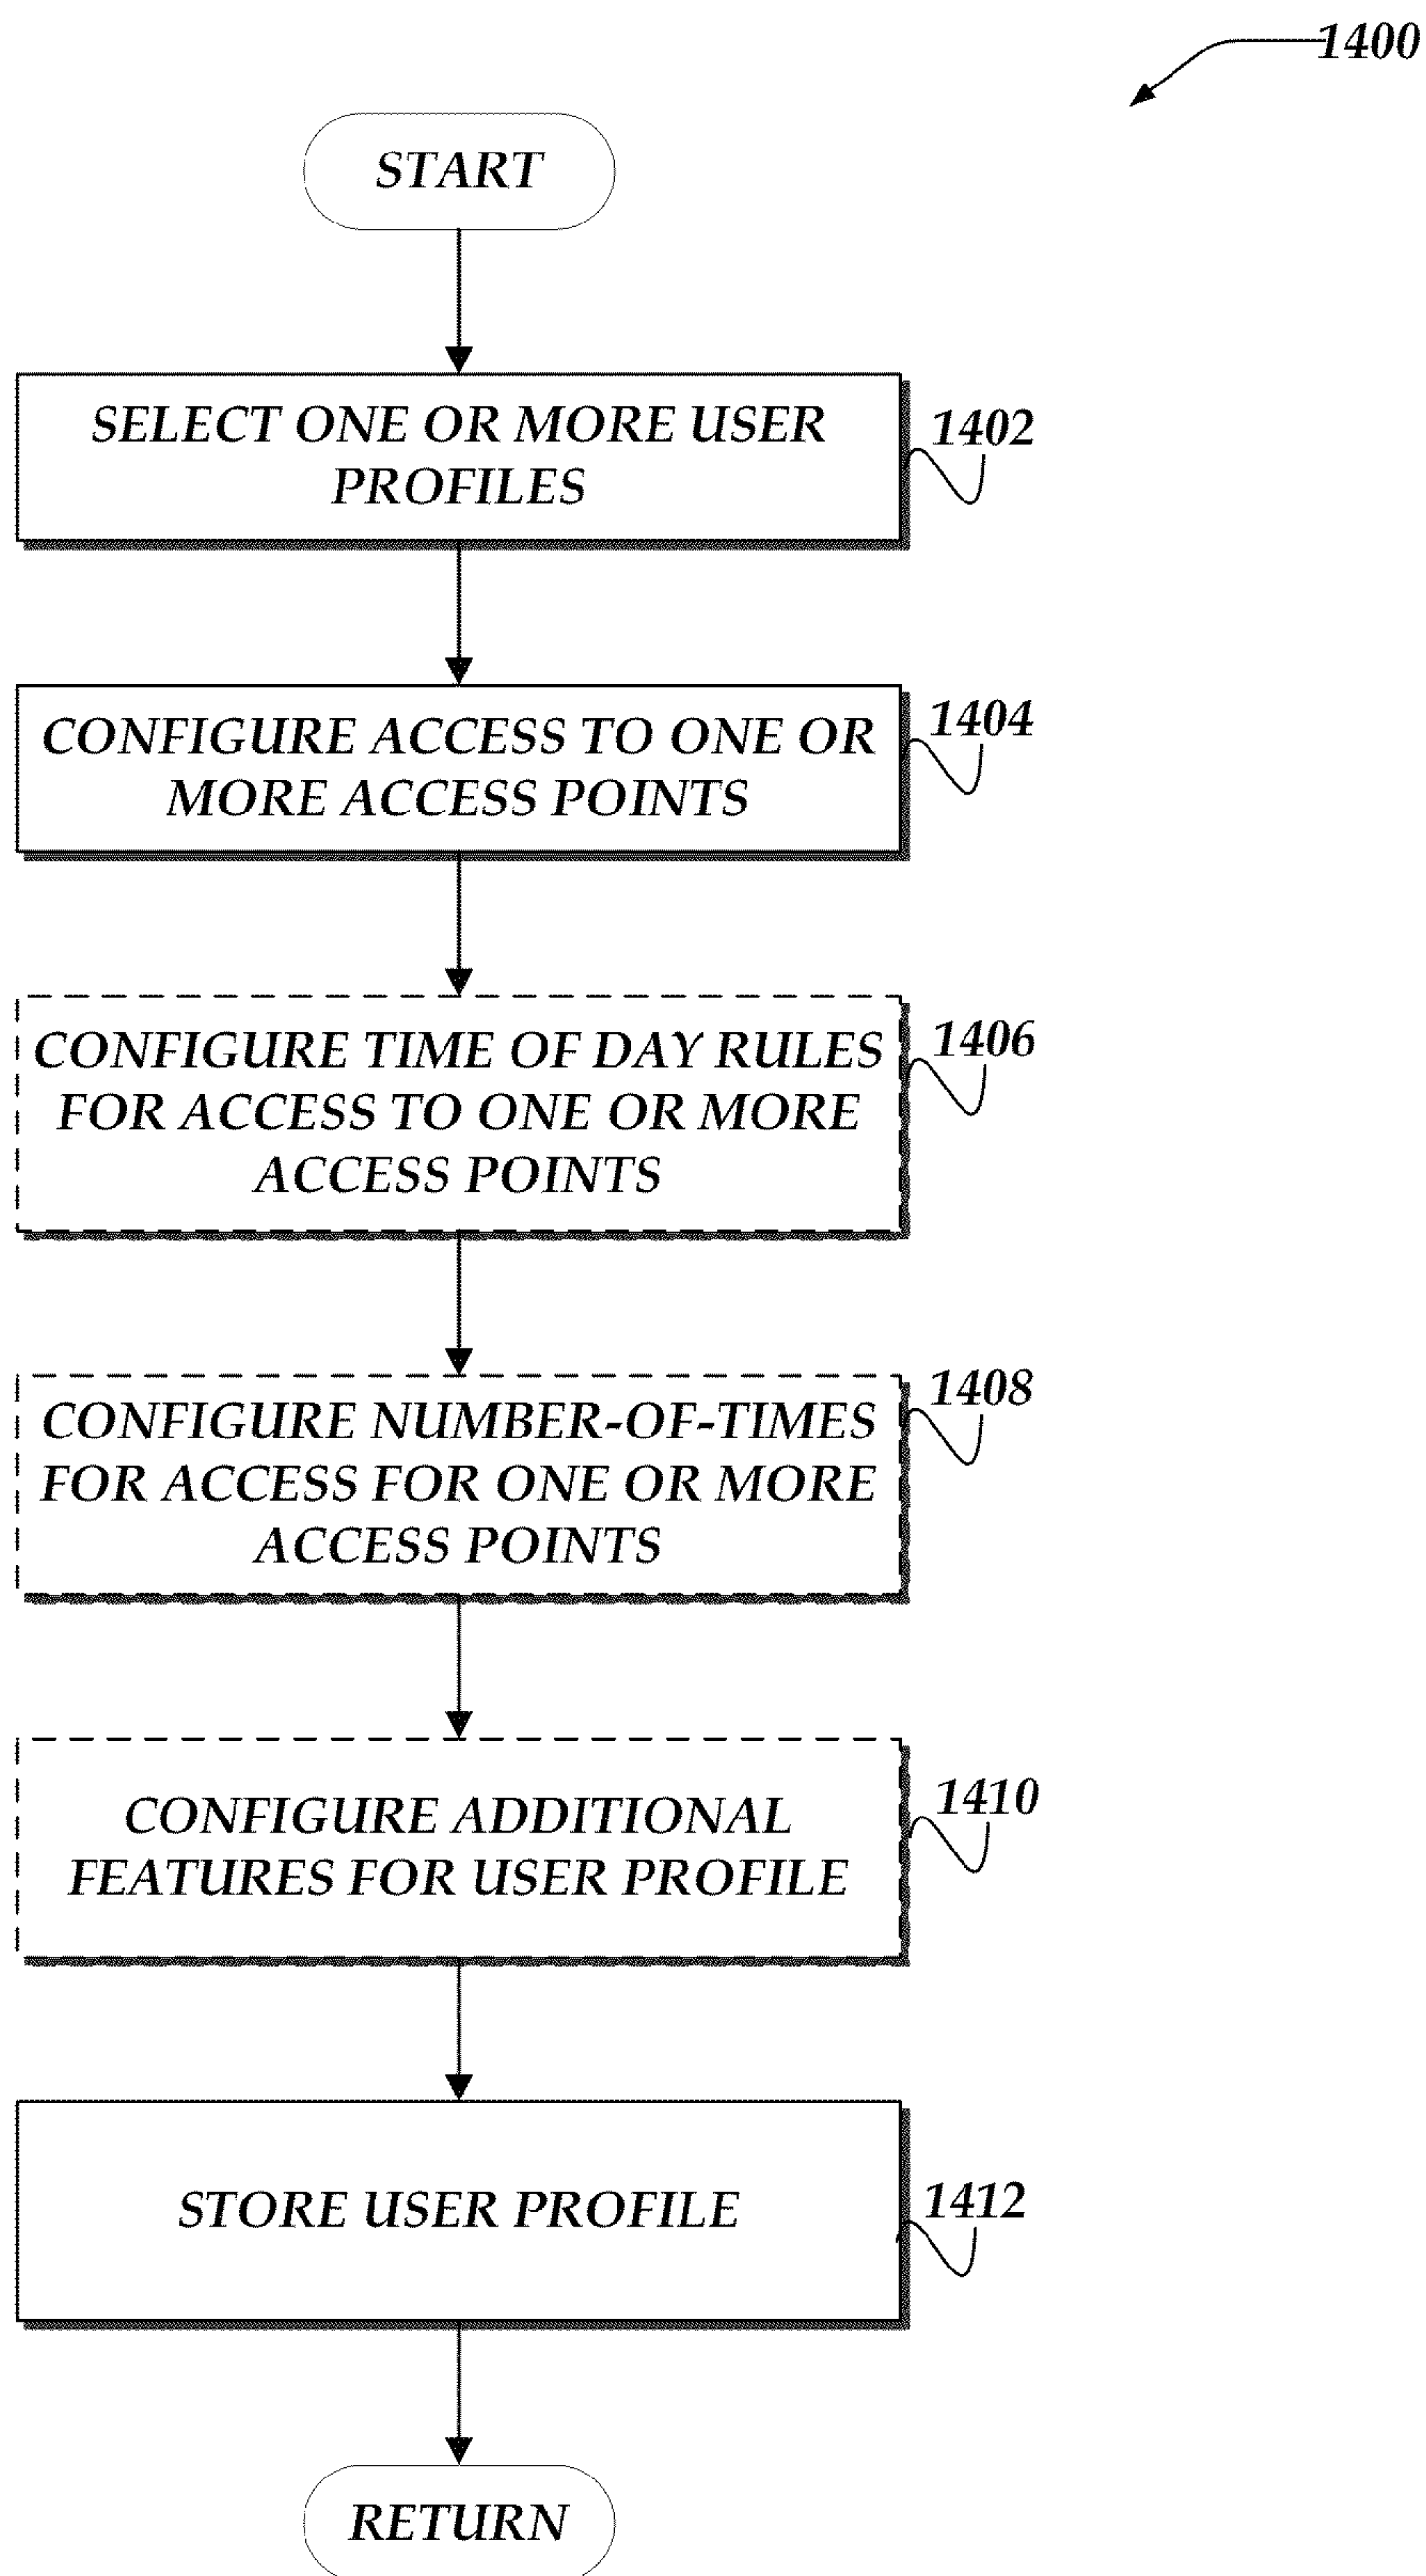 1400
START
SELECT ONE OR MORE USER
PROFILES
1402
CONFIGURE ACCESS TO ONE OR
MORE ACCESS POINTS
1404
CONFIGURE TIME OF DAY RULES
FOR ACCESS TO ONE OR MORE
ACCESS POINTS
1406
CONFIGURE NUMBER-OF-TIMES
FOR ACCESS FOR ONE OR MORE
ACCESS POINTS
1408
CONFIGURE ADDITIONAL
FEATURES FOR USER PROFILE
1410
STORE USER PROFILE
1412
RETURN